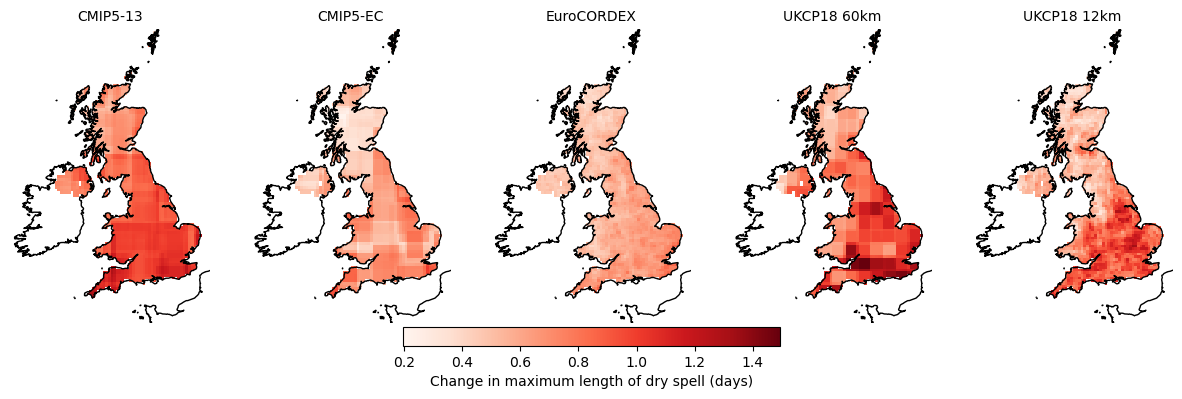 CMIP5-13 CMIP5-EC EuroCORDEX UKCP18 60km UKCP18 12km
0.2 0.4 0.6 0.8 1.0 1.2 1.4
Change in maximum length of dry spell (days)